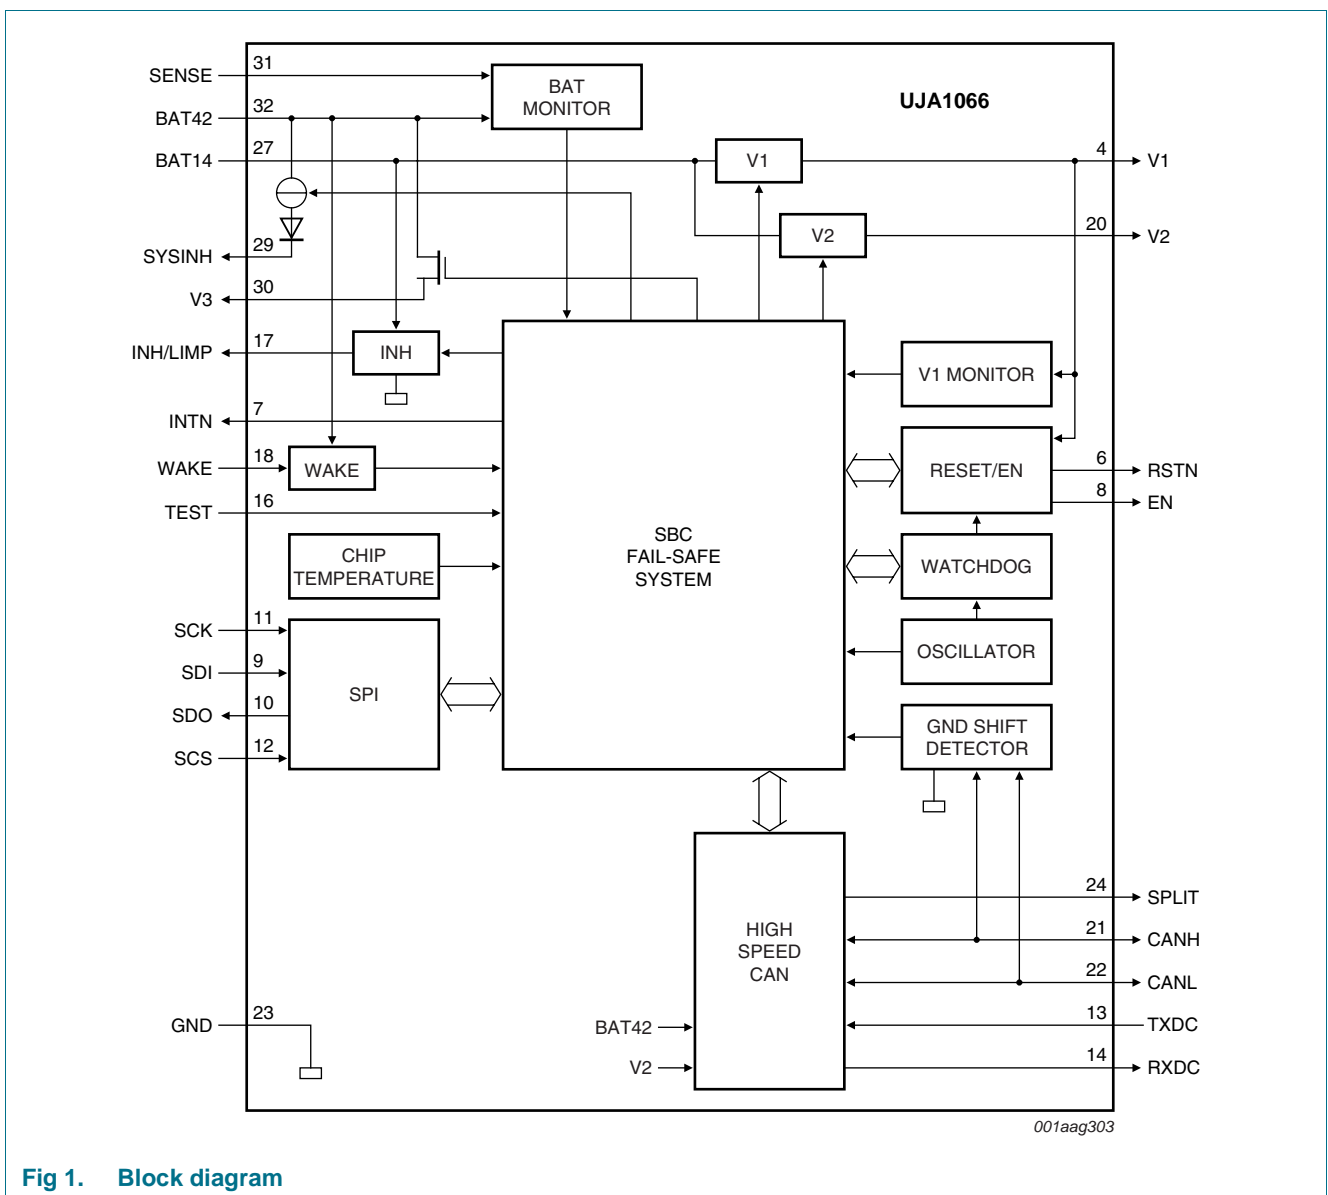 UJA1066
SENSE 31
BAT42 32
BAT14 27
SYSINH 29
V3 30
INH/LIMP 17
INTN 7
WAKE 18
TEST 16
SCK 11
SDI 9
SDO 10
SCS 12
GND 23
BAT
MONITOR
V1
V2
INH
WAKE
CHIP
TEMPERATURE
SPI
SBC
FAIL-SAFE
SYSTEM
V1 MONITOR
RESET/EN
WATCHDOG
OSCILLATOR
GND SHIFT
DETECTOR
HIGH
SPEED
CAN
BAT42
V2
4 V1
20 V2
6 RSTN
8 EN
24 SPLIT
21 CANH
22 CANL
13 TXDC
14 RXDC
001aag303
Fig 1. Block diagram